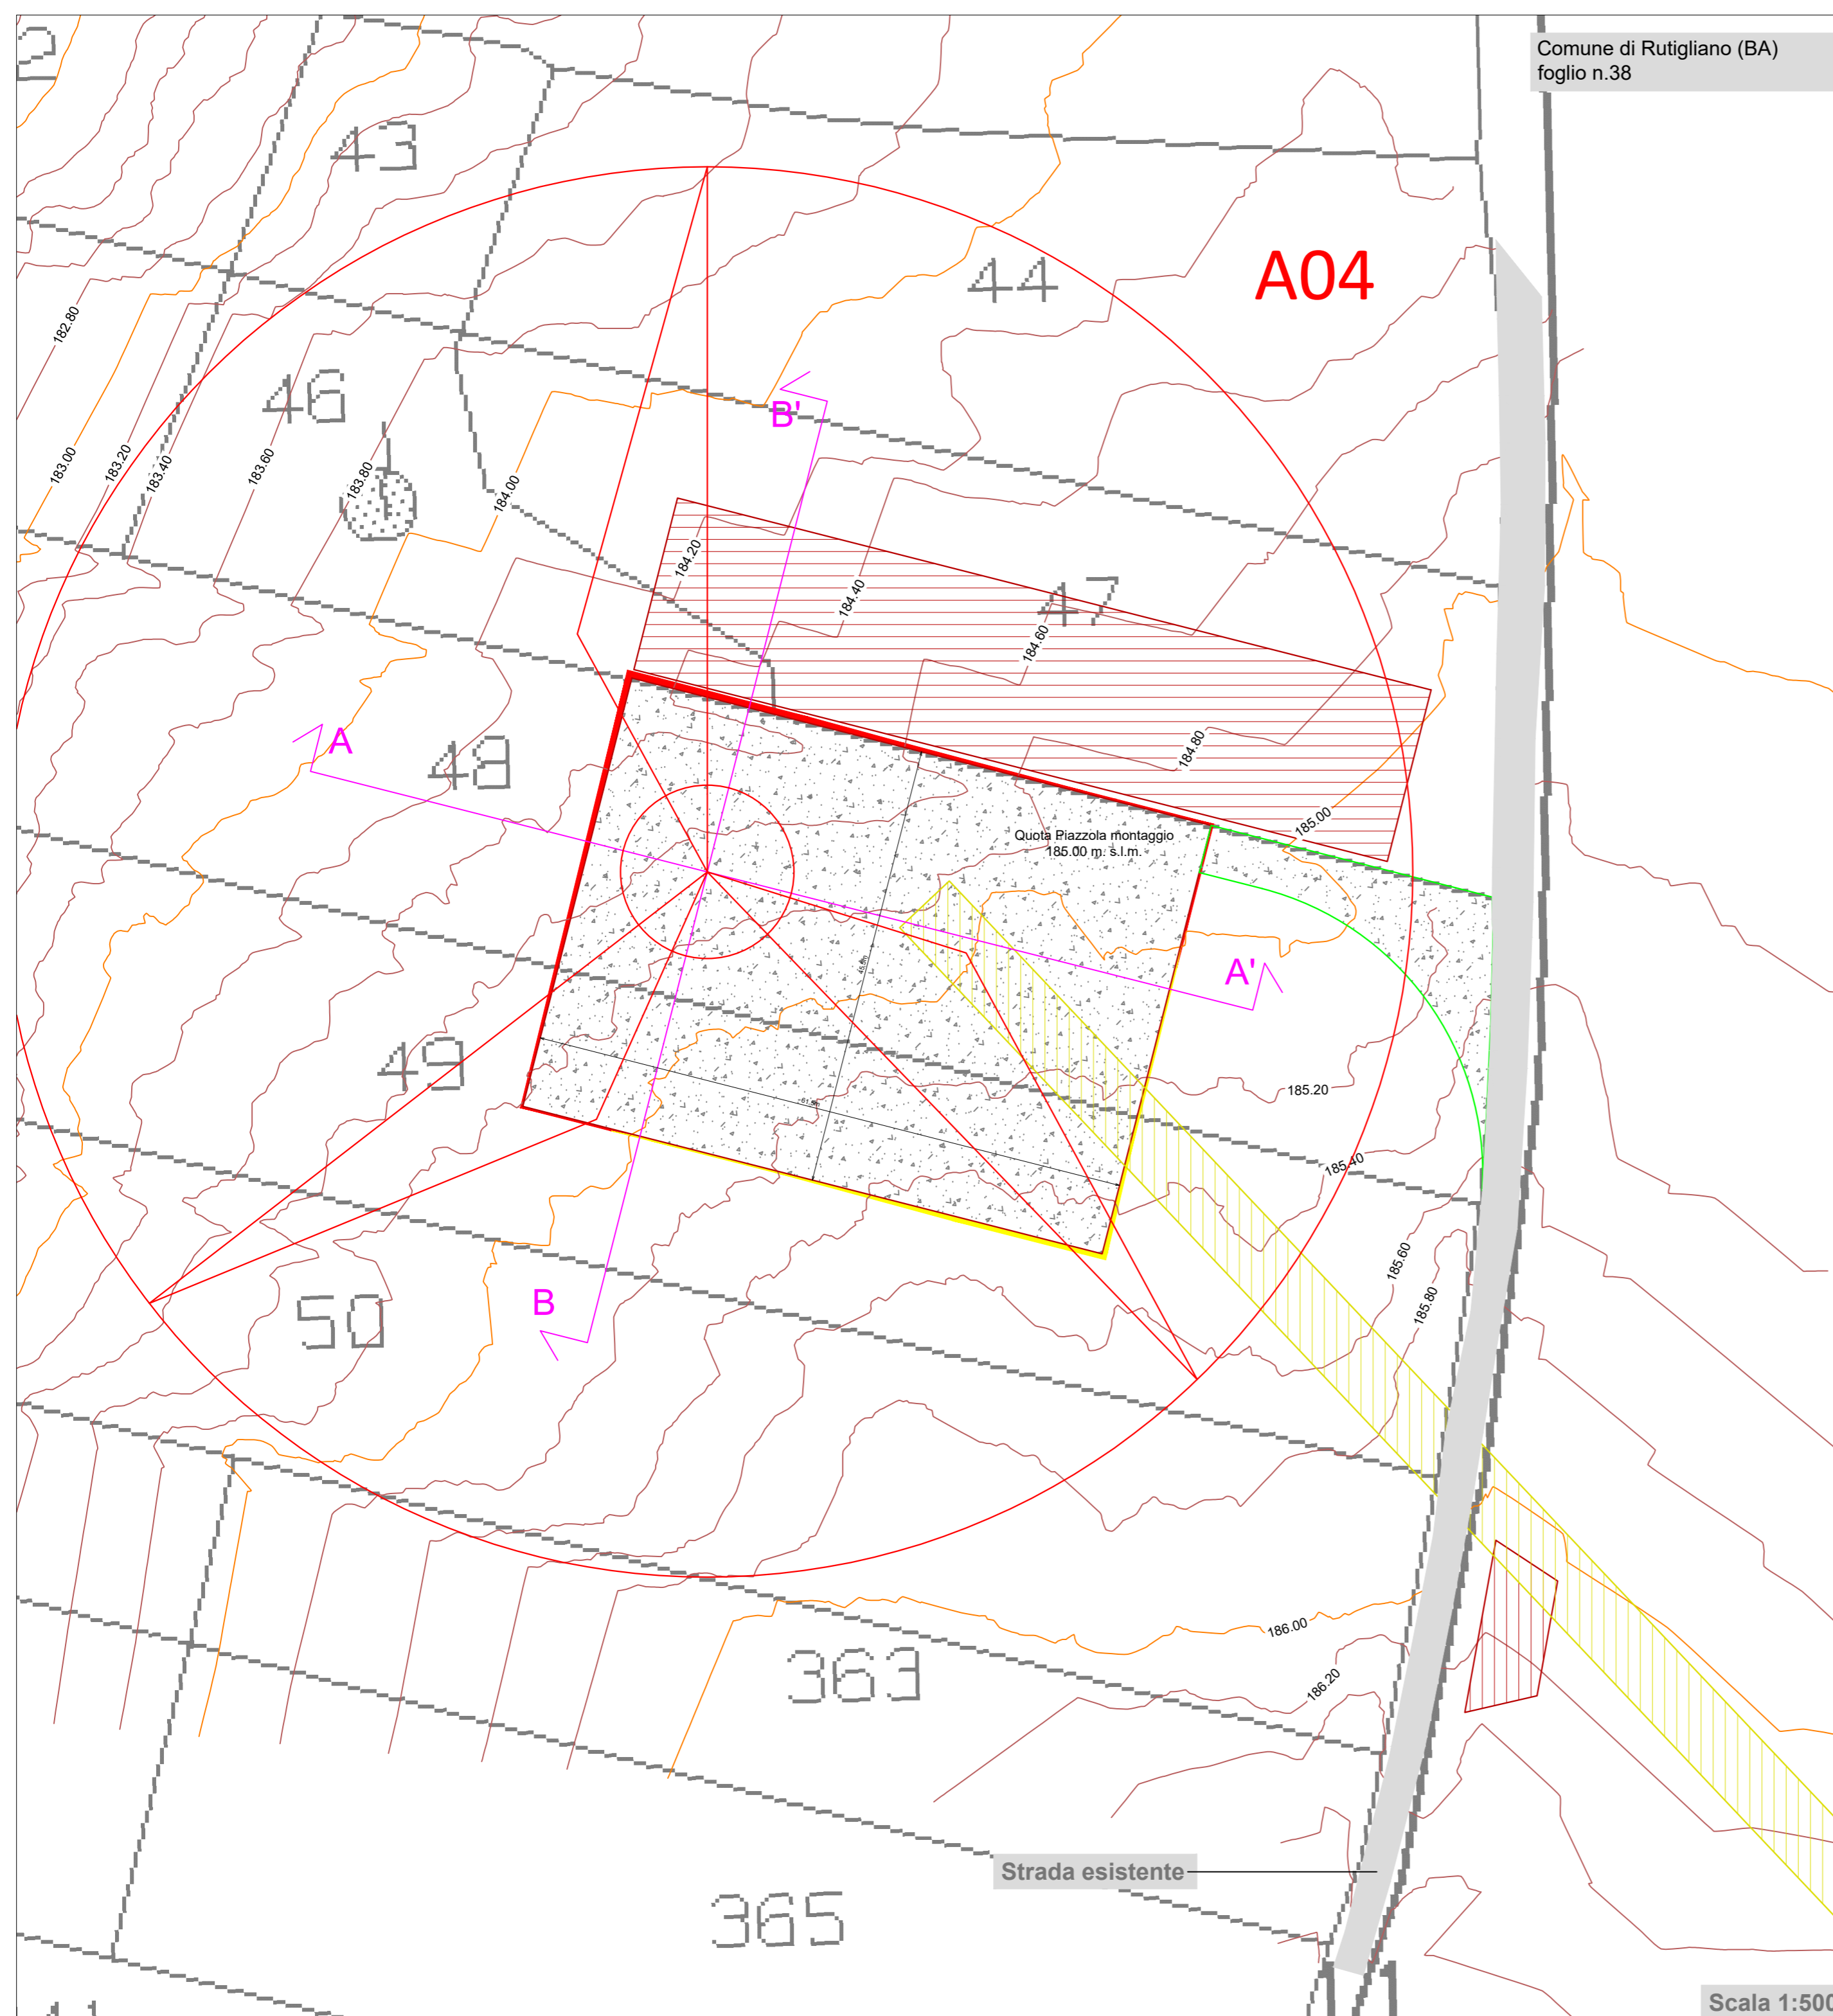 Comune di Rutigliano (BA)
foglio n.38
43
44
A04
182.80
46
B'
183.00
183.20
183.40
183.60
183.80
184.00
184.20
184.40
47
184.60
A
48
184.80
185.00
Quota Piazzola montaggio
185.00 m. s.l.m.
A'
49
185.20
185.40
185.60
185.80
B
50
186.00
363
186.20
Strada esistente
365
Scala 1:500